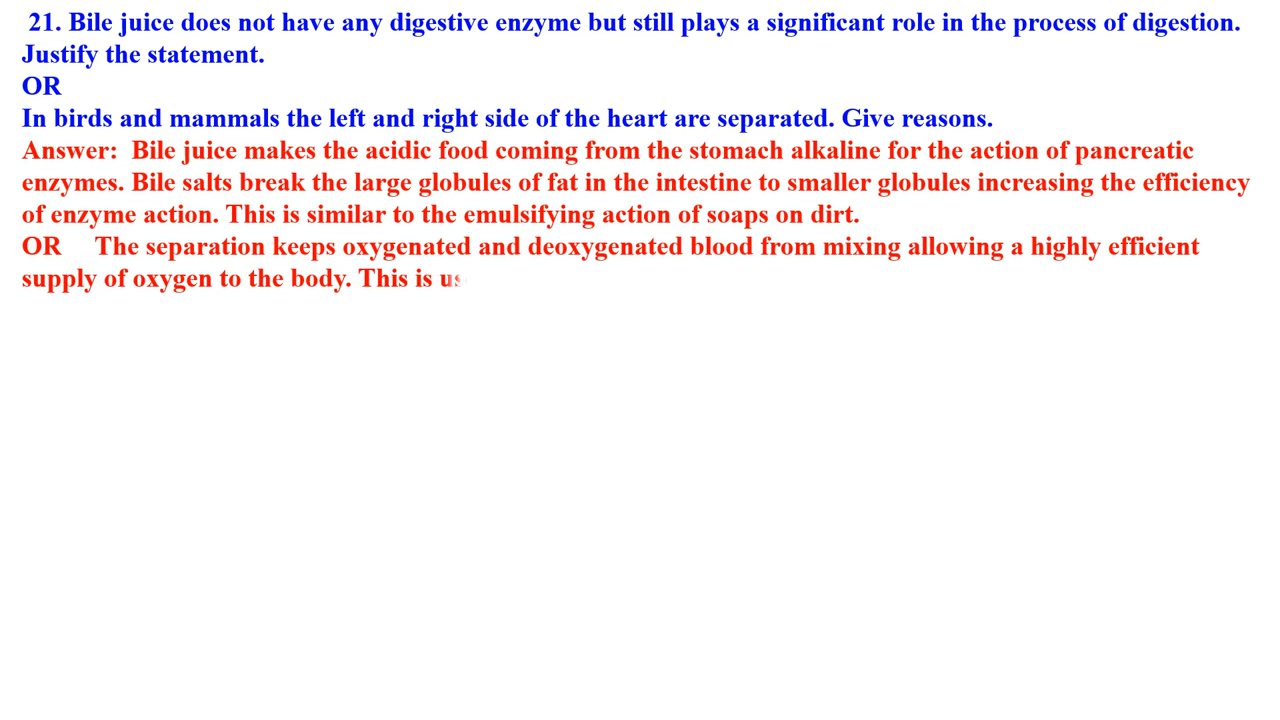 21. Bile juice does not have any digestive enzyme but still plays a significant role in the process of digestion.
Justify the statement.
OR
In birds and mammals the left and right side of the heart are separated. Give reasons.
Answer: Bile juice makes the acidic food coming from the stomach alkaline for the action of pancreatic
enzymes. Bile salts break the large globules of fat in the intestine to smaller globules increasing the efficiency
of enzyme action. This is similar to the emulsifying action of soaps on dirt.
OR The separation keeps oxygenated and deoxygenated blood from mixing allowing a highly efficient
supply of oxygen to the body. This is us